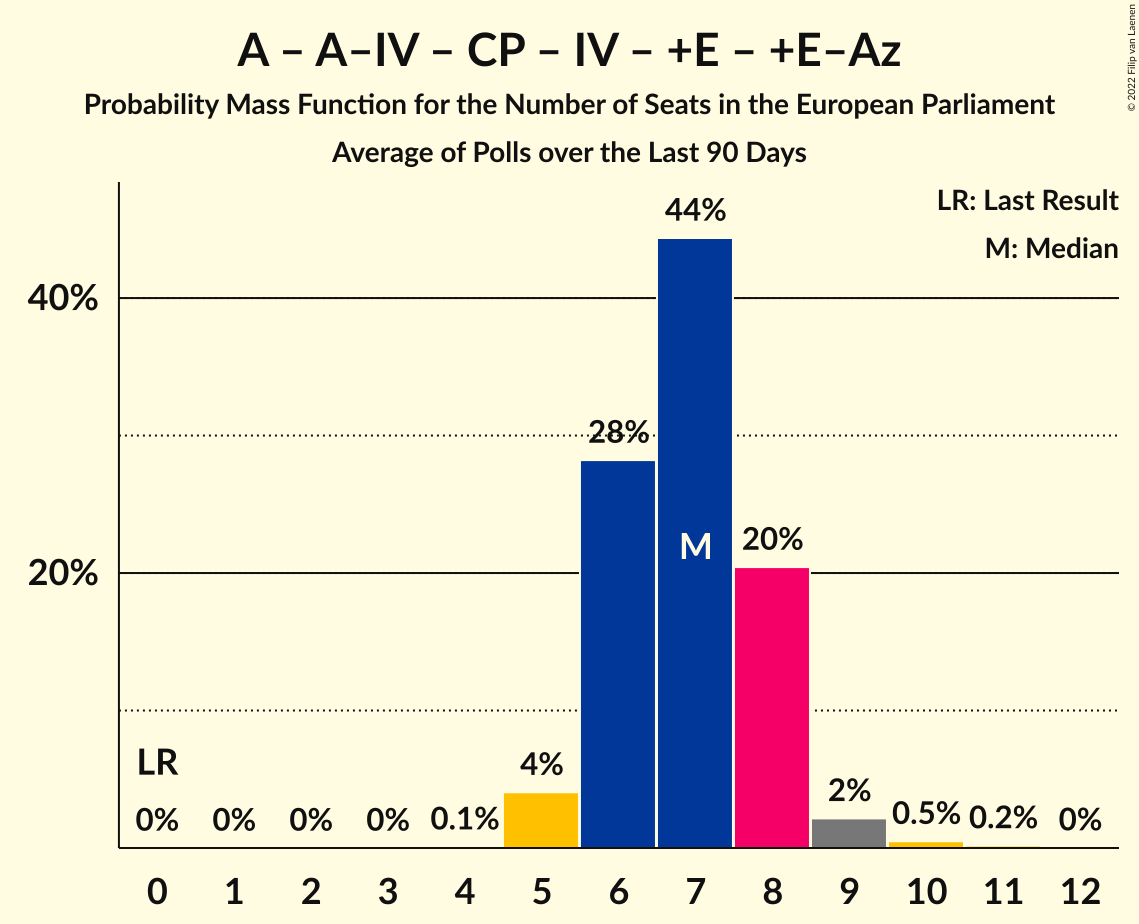 A – A–IV – CP – IV – +E – +E–Az
Probability Mass Function for the Number of Seats in the European Parliament
Average of Polls over the Last 90 Days
© 2022 Filip van Laenen
LR: Last Result
M: Median
40%
20%
LR
0% 0% 0% 0% 0.1% 4% 28% 44% 20% 2% 0.5% 0.2% 0%
M
0 1 2 3 4 5 6 7 8 9 10 11 12